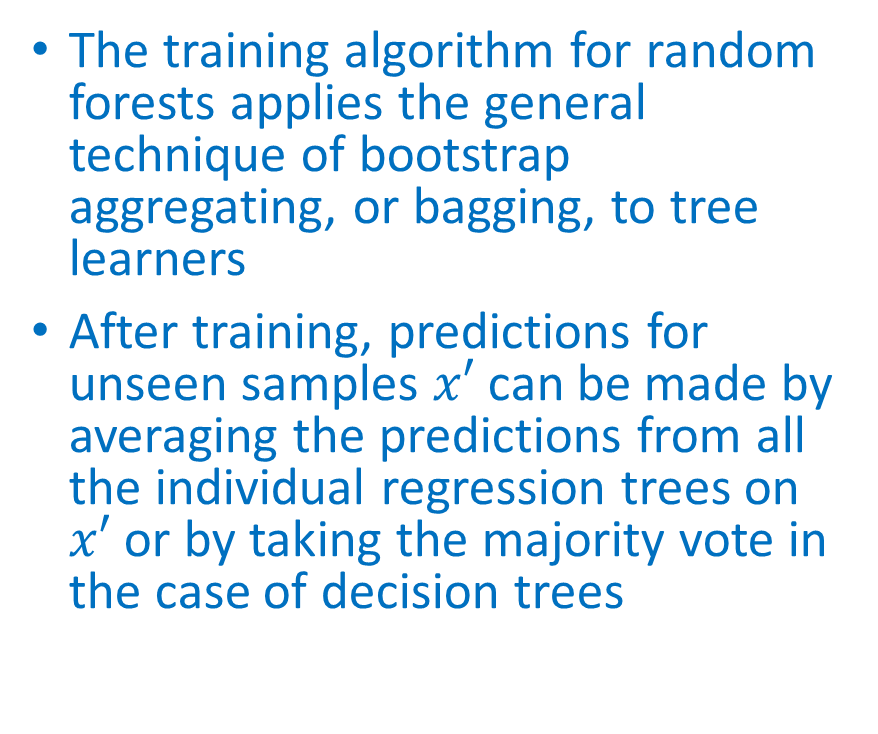 • The training algorithm for random
forests applies the general
technique of bootstrap
aggregating, or bagging, to tree
learners
• After training, predictions for
unseen samples 𝑥′ can be made by
averaging the predictions from all
the individual regression trees on
𝑥′ or by taking the majority vote in
the case of decision trees